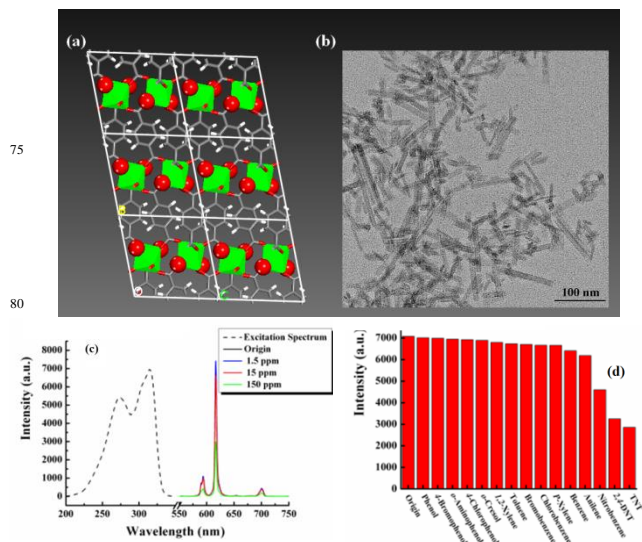 (a)
(b)
75
80
100 nm
(c)
Intensity (a.u.)
8000
7000
6000
5000
4000
3000
2000
1000
0
Excitation Spectrum
Origin
1.5 ppm
15 ppm
150 ppm
200 250 300 350 550 600 650 700 750
Wavelength (nm)
(d)
Intensity (a.u.)
7000
6000
5000
4000
3000
2000
1000
0
Origin
Phenol
4-Bromophenol
o-Aminophenol
4-Chlorophenol
o-Cresol
1,2-Xylene
Toluene
Bromobenzene
Chlorobenzene
P-Xylene
Benzene
Aniline
Nitrobenzene
2,4-DNT
TNT